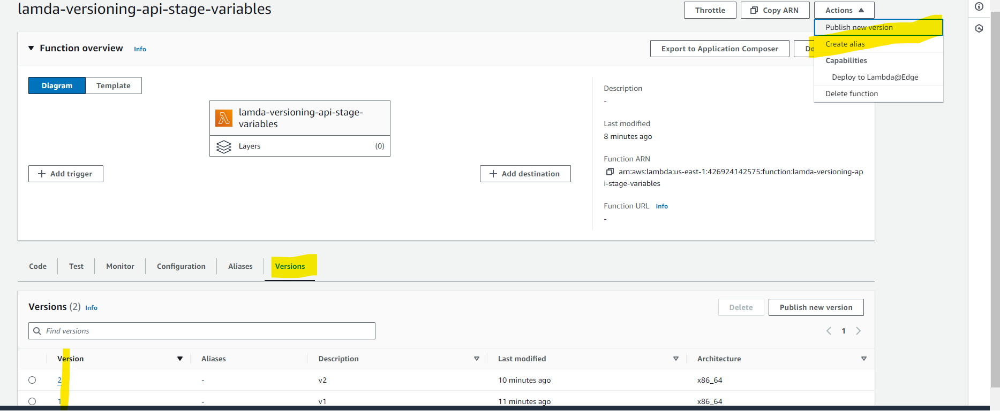 lamda-versioning-api-stage-variables
Throttle
Copy ARN
Actions
Publish new version
Create alias
Capabilities
Deploy to Lambda@Edge
Delete function
Function overview Info
Export to Application Composer
Do
Diagram
Template
lamda-versioning-api-stage-
variables
Layers (0)
Add trigger
Add destination
Description
-
Last modified
8 minutes ago
Function ARN
arn:aws:lambda:us-east-1:426924142575:function:lamda-versioning-ap
i-stage-variables
Function URL Info
-
Code Test Monitor Configuration Aliases Versions
Versions (2) Info
Delete
Publish new version
Find versions
1
Version Aliases Description Last modified Architecture
2 - v2 10 minutes ago x86_64
1 - v1 11 minutes ago x86_64